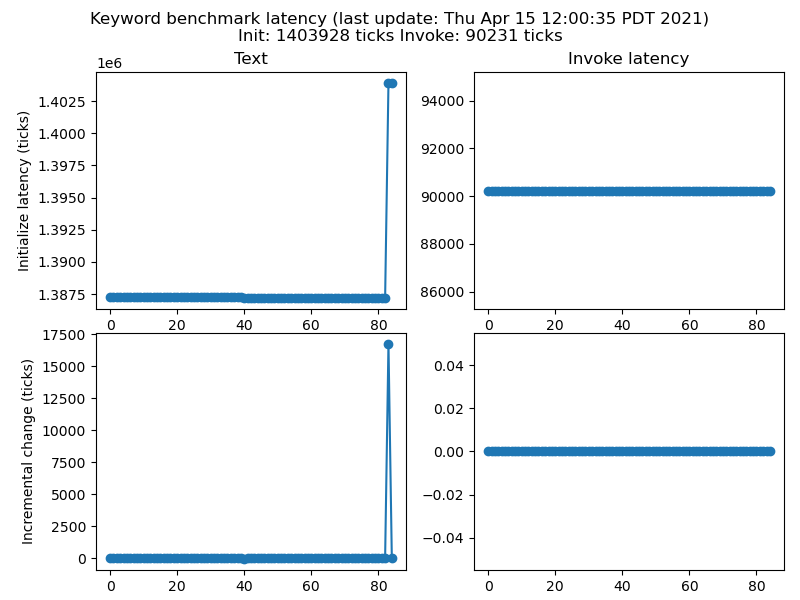 Keyword benchmark latency (last update: Thu Apr 15 12:00:35 PDT 2021)
Init: 1403928 ticks Invoke: 90231 ticks
Text
1e6
Initialize latency (ticks)
1.4025
1.4000
1.3975
1.3950
1.3925
1.3900
1.3875
0 20 40 60 80
Invoke latency
94000
92000
90000
88000
86000
0 20 40 60 80
Incremental change (ticks)
17500
15000
12500
10000
7500
5000
2500
0
0 20 40 60 80
0.04
0.02
0.00
−0.02
−0.04
0 20 40 60 80